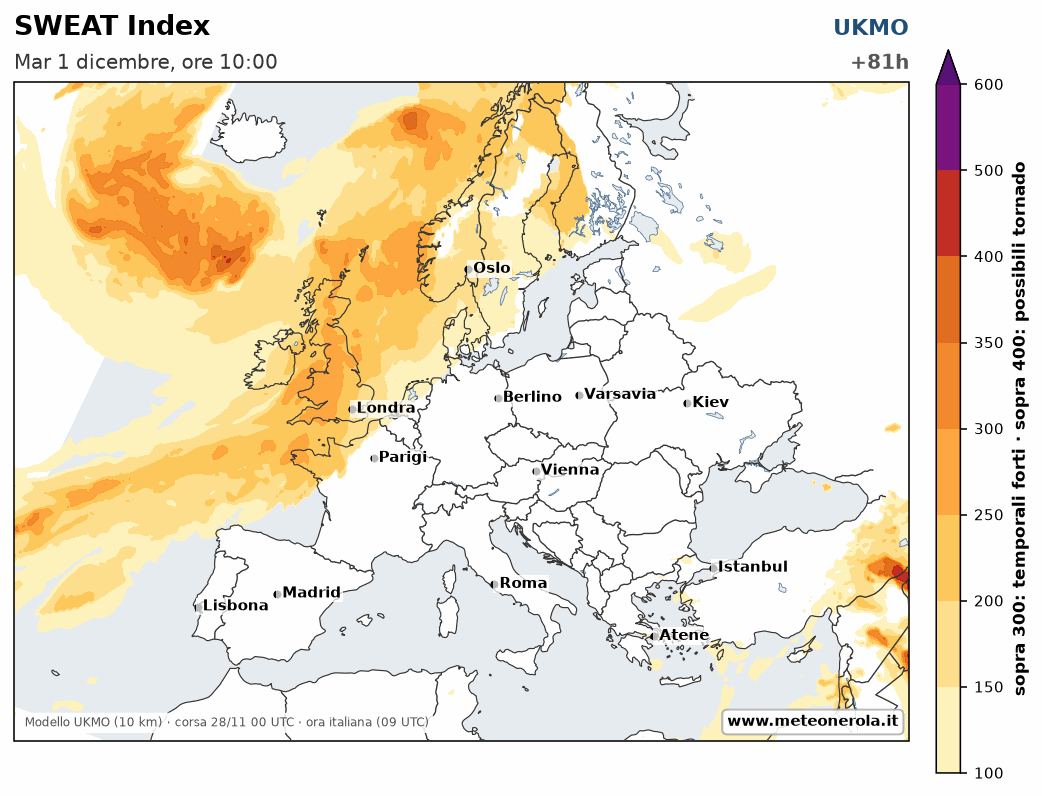 SWEAT Index
UKMO
Mar 1 dicembre, ore 10:00
+81h
600
500
400
350
300
250
200
150
100
sopra 300: temporali forti · sopra 400: possibili tornado
Oslo
Berlino
Varsavia
Kiev
Londra
Parigi
Vienna
Istanbul
Roma
Madrid
Lisbona
Atene
Modello UKMO (10 km) · corsa 28/11 00 UTC · ora italiana (09 UTC)
www.meteonerola.it